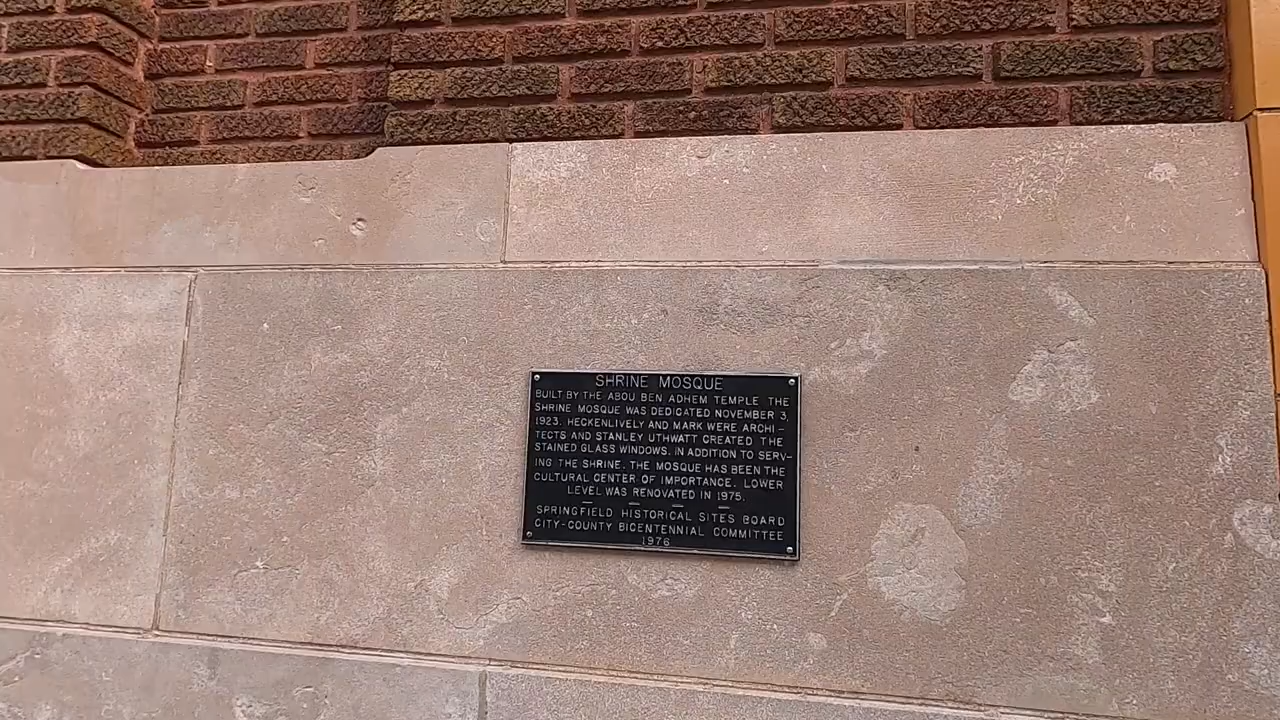 SHRINE MOSQUE
BUILT BY THE ABOU BEN ADHEM TEMPLE THE
SHRINE MOSQUE WAS DEDICATED NOVEMBER 3,
1923. HECKENLIVELY AND MARK WERE ARCHI-
TECTS AND STANLEY UTHWATT CREATED THE
STAINED GLASS WINDOWS. IN ADDITION TO SERV-
ING THE SHRINE, THE MOSQUE HAS BEEN THE
CULTURAL CENTER OF IMPORTANCE. LOWER
LEVEL WAS RENOVATED IN 1975.
SPRINGFIELD HISTORICAL SITES BOARD
CITY-COUNTY BICENTENNIAL COMMITTEE
1976